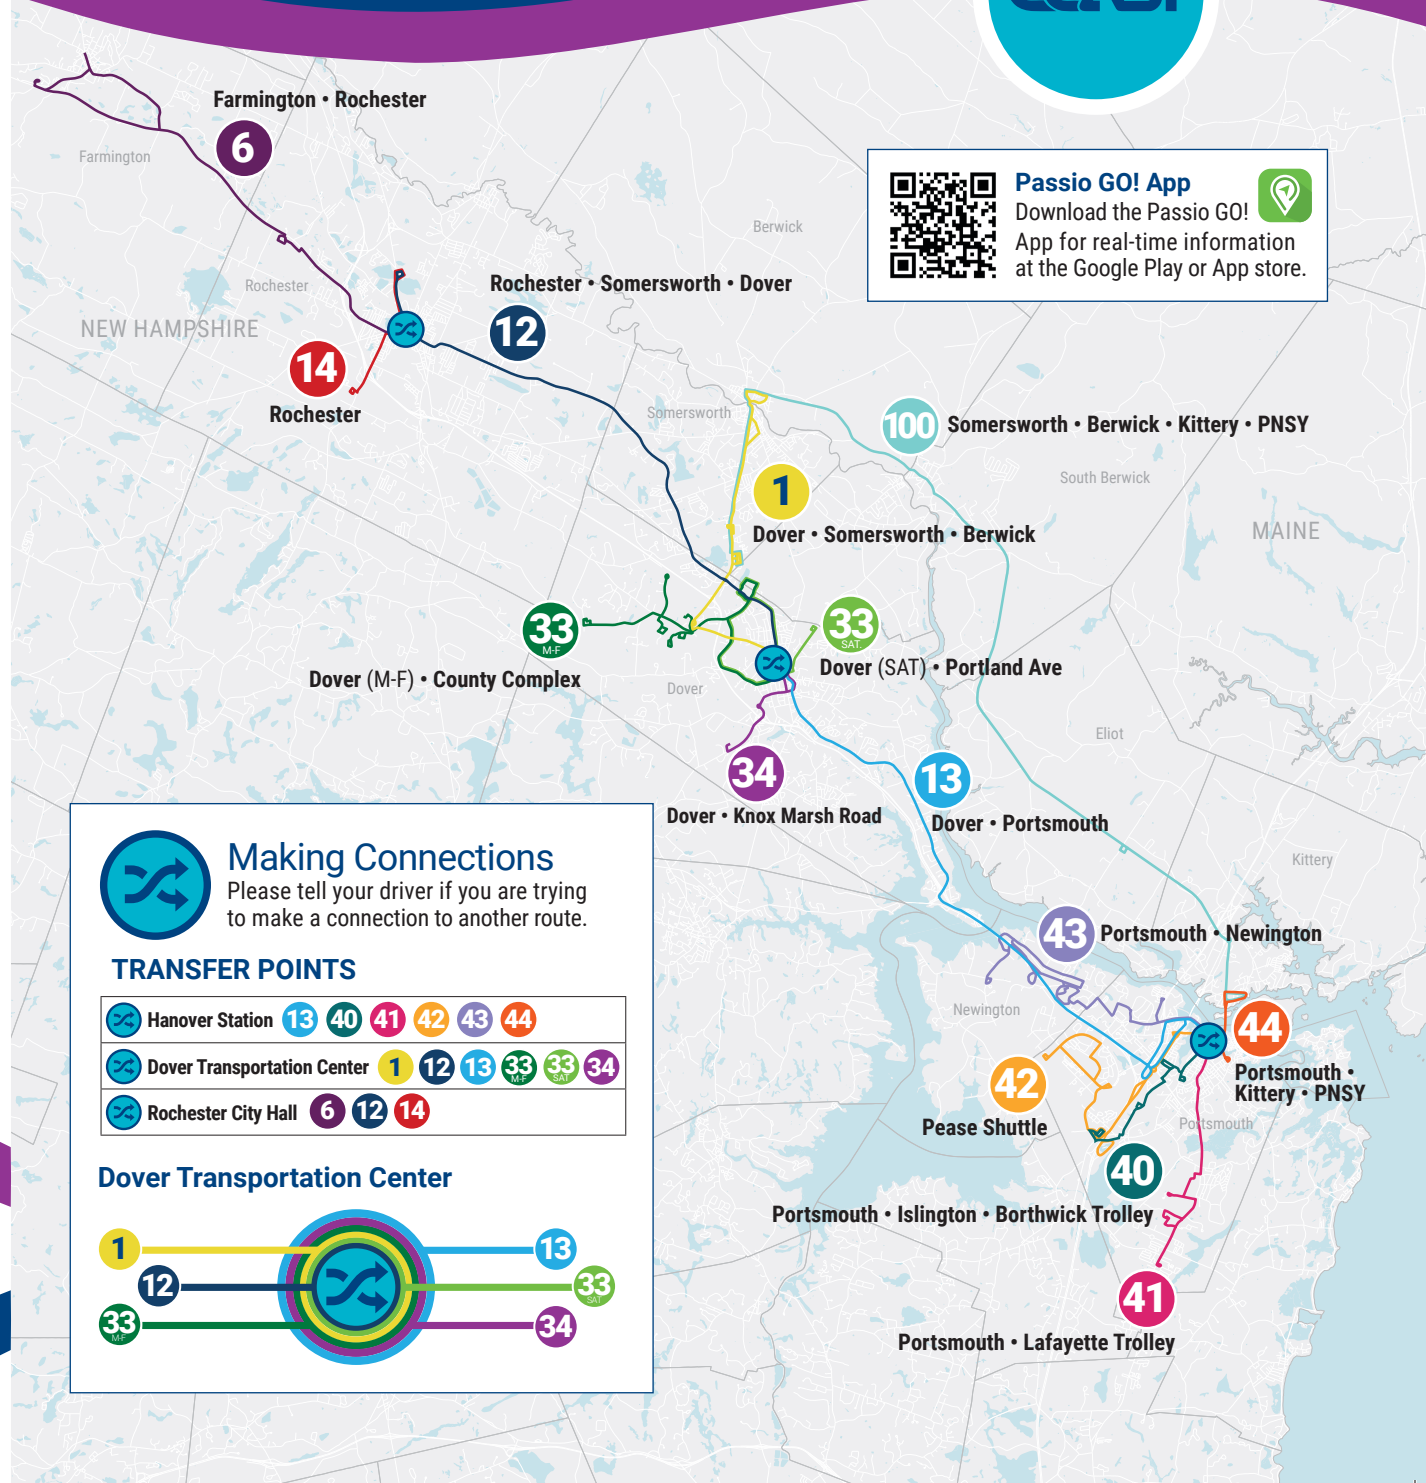 Farmington • Rochester
6
Farmington
Passio GO! App
Download the Passio GO!
App for real-time information
at the Google Play or App store.
Berwick
Rochester
Rochester • Somersworth • Dover
NEW HAMPSHIRE
12
14
Rochester
Somersworth
100 Somersworth • Berwick • Kittery • PNSY
South Berwick
1
Dover • Somersworth • Berwick
MAINE
33
M-F
Dover (M-F) • County Complex
33
SAT.
Dover (SAT) • Portland Ave
Dover
Eliot
34
Dover • Knox Marsh Road
13
Dover • Portsmouth
Kittery
Making Connections
Please tell your driver if you are trying
to make a connection to another route.
TRANSFER POINTS
Hanover Station 13 40 41 42 43 44
Dover Transportation Center 1 12 13 33 M-F 33 SAT 34
Rochester City Hall 6 12 14
Dover Transportation Center
1
13
12
33
SAT
33
M-F
34
43 Portsmouth • Newington
Newington
44
Portsmouth •
Kittery • PNSY
42
Pease Shuttle
Portsmouth
40
Portsmouth • Islington • Borthwick Trolley
41
Portsmouth • Lafayette Trolley